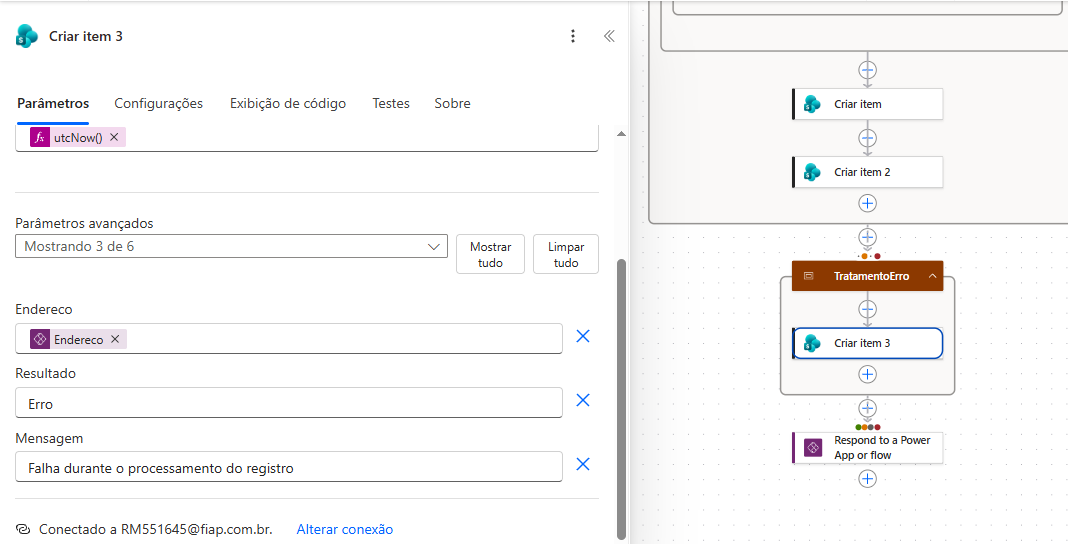 Criar item 3
Parâmetros
Configurações
Exibição de código
Testes
Sobre
fx utcNow()
Parâmetros avançados
Mostrando 3 de 6
Mostrar
tudo
Limpar
tudo
Endereco
Endereco
Resultado
Erro
Mensagem
Falha durante o processamento do registro
Conectado a RM551645@fiap.com.br.
Alterar conexão
Criar item
Criar item 2
TratamentoErro
Criar item 3
Respond to a Power
App or flow